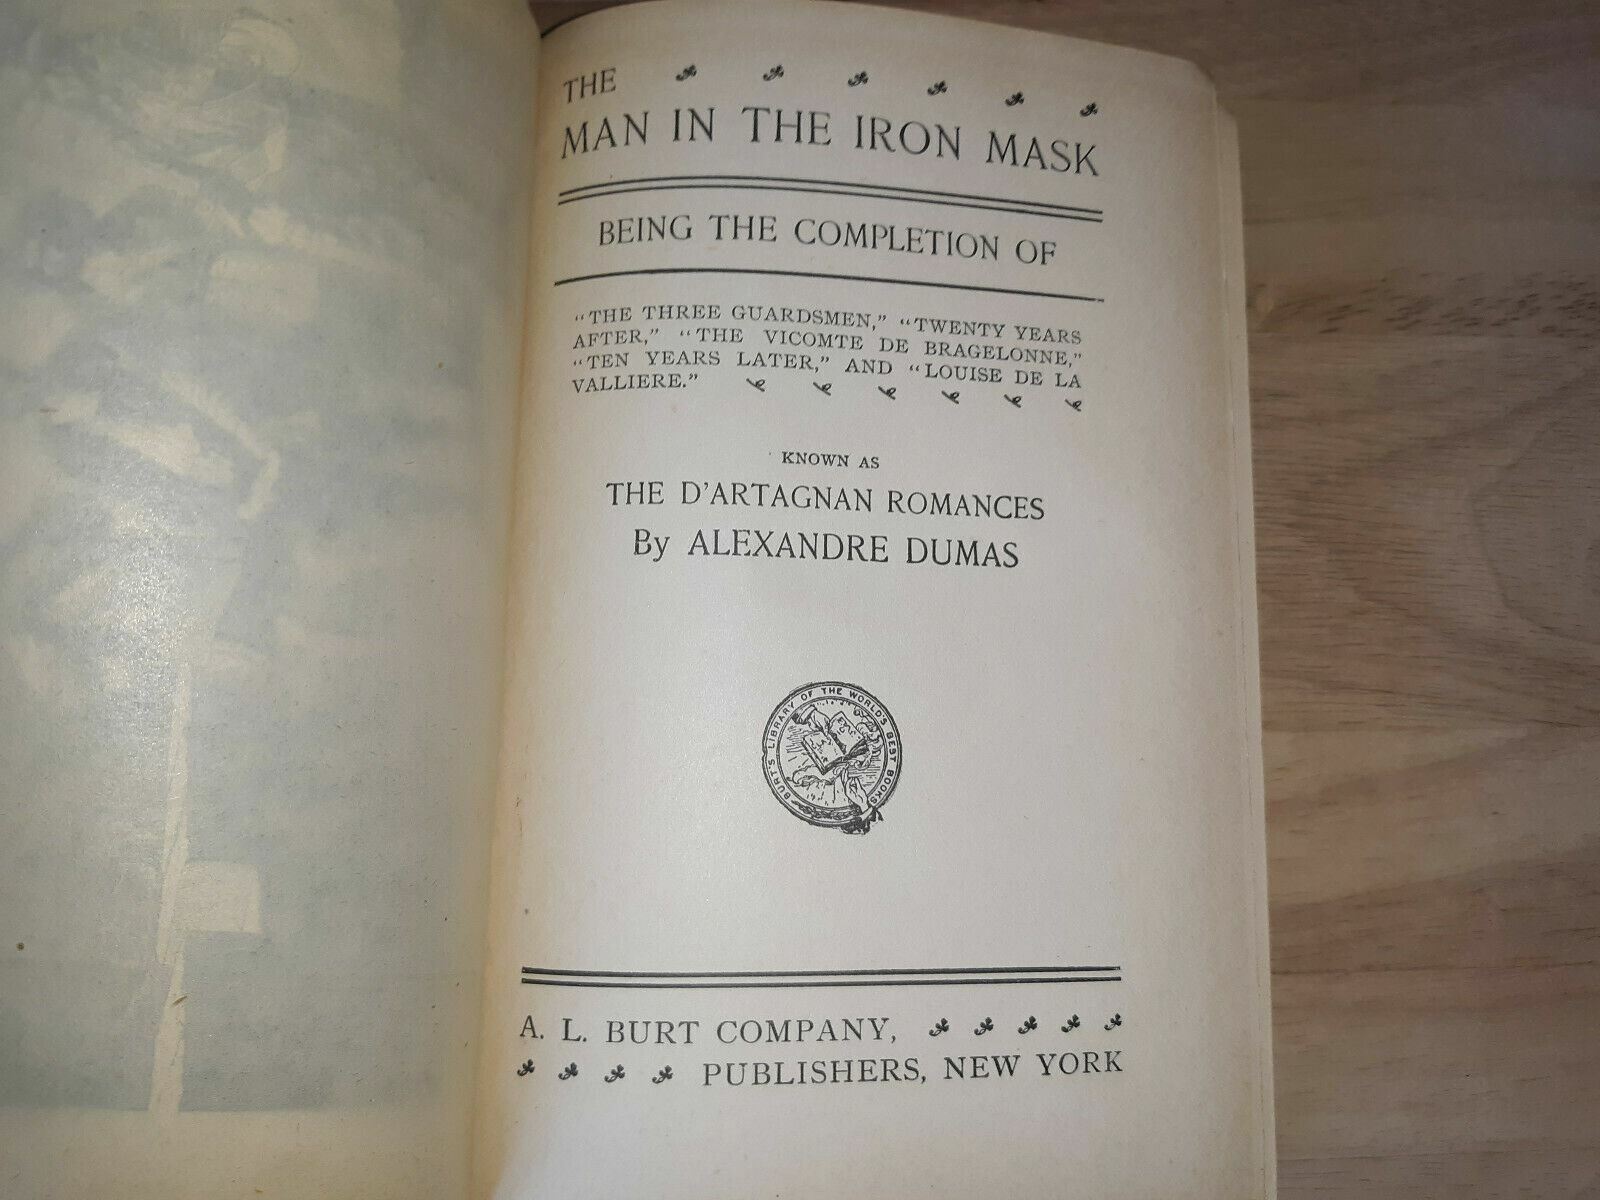 THE
MAN IN THE IRON MASK
BEING THE COMPLETION OF
"THE THREE GUARDSMEN," "TWENTY YEARS
AFTER," "THE VICOMTE DE BRAGELONNE,"
"TEN YEARS LATER," AND "LOUISE DE LA
VALLIERE."
KNOWN AS
THE D'ARTAGNAN ROMANCES
By ALEXANDRE DUMAS
BURT'S LIBRARY OF THE WORLD'S BEST BOOKS
A. L. BURT COMPANY,
PUBLISHERS, NEW YORK